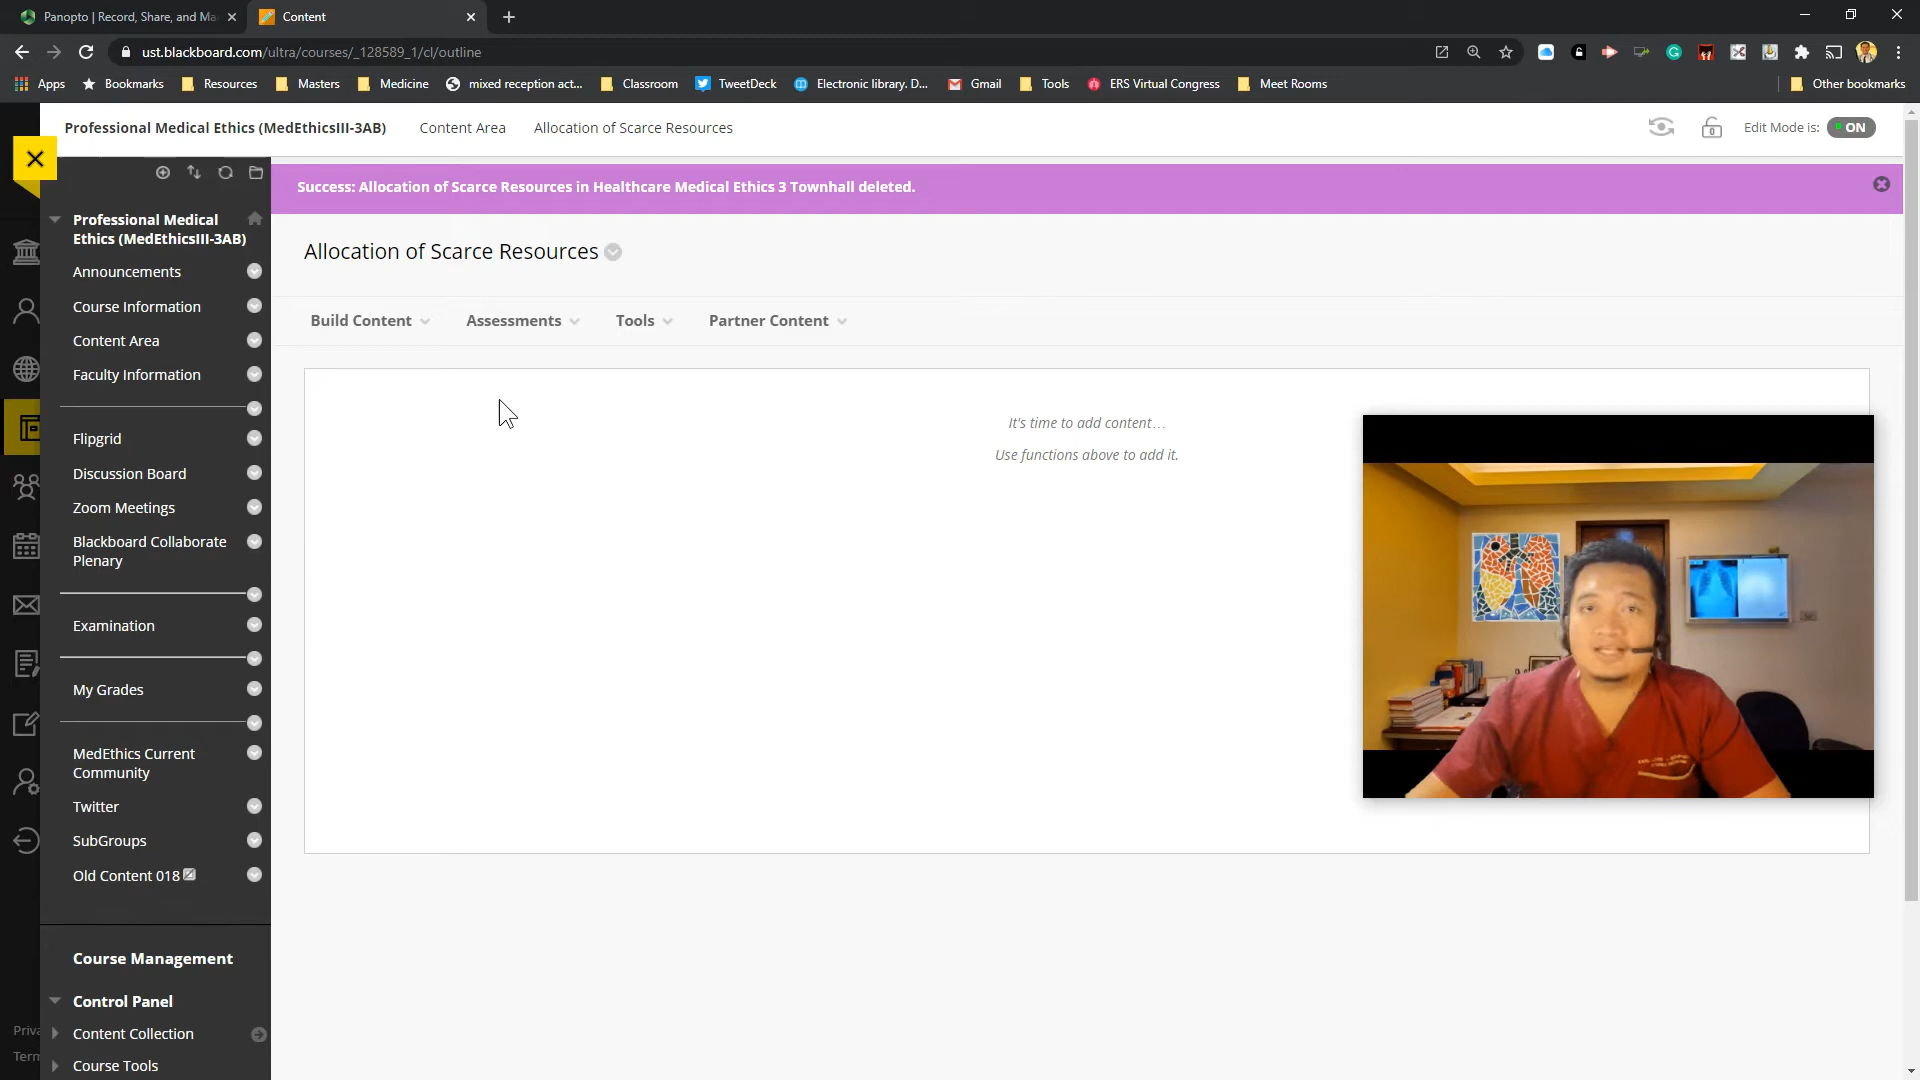 Panopto | Record, Share, and Ma
Content
ust.blackboard.com/ultra/courses/_128589_1/cl/outline
Apps
Bookmarks
Resources
Masters
Medicine
mixed reception act...
Classroom
TweetDeck
Electronic library. D...
Gmail
Tools
ERS Virtual Congress
Meet Rooms
Other bookmarks
Professional Medical Ethics (MedEthicsIII-3AB)
Content Area
Allocation of Scarce Resources
Edit Mode is:
ON
Success: Allocation of Scarce Resources in Healthcare Medical Ethics 3 Townhall deleted.
Professional Medical
Ethics (MedEthicsIII-3AB)
Announcements
Course Information
Content Area
Faculty Information
Flipgrid
Discussion Board
Zoom Meetings
Blackboard Collaborate
Plenary
Examination
My Grades
MedEthics Current
Community
Twitter
SubGroups
Old Content 018
Course Management
Control Panel
Content Collection
Course Tools
Priva
Term
Allocation of Scarce Resources
Build Content
Assessments
Tools
Partner Content
It's time to add content...
Use functions above to add it.